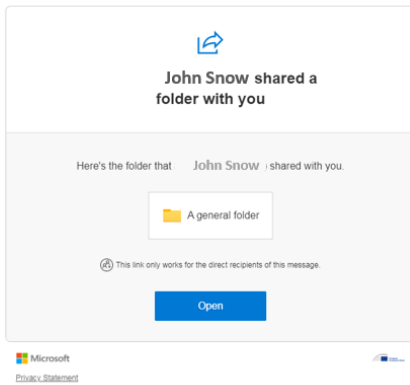 John Snow shared a
folder with you
Here's the folder that John Snow shared with you.
A general folder
This link only works for the direct recipients of this message.
Open
Microsoft
Privacy Statement